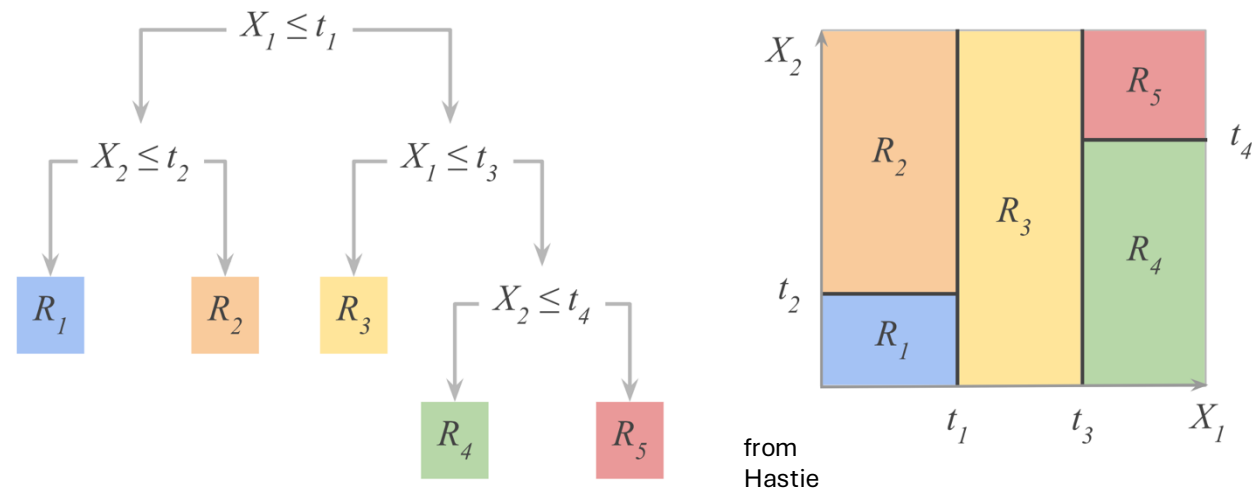 X₁ ≤ t₁
X₂ ≤ t₂
X₁ ≤ t₃
R₁
R₂
R₃
X₂ ≤ t₄
R₄
R₅
X₂
R₅
t₄
R₂
R₃
R₄
t₂
R₁
t₁
t₃
X₁
from
Hastie